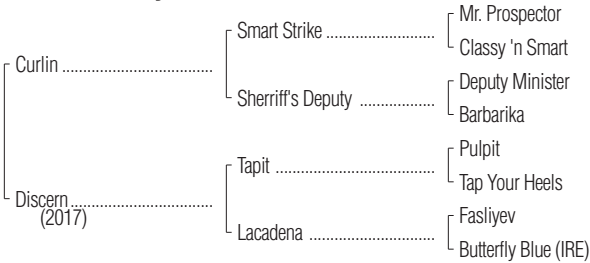 Mr. Prospector
Smart Strike ........................
Classy 'n Smart
Curlin ..................................
Deputy Minister
Sherriff's Deputy .................
Barbarika
Pulpit
Tapit ....................................
Tap Your Heels
Discern................................
(2017)
Fasliyev
Lacadena ............................
Butterfly Blue (IRE)